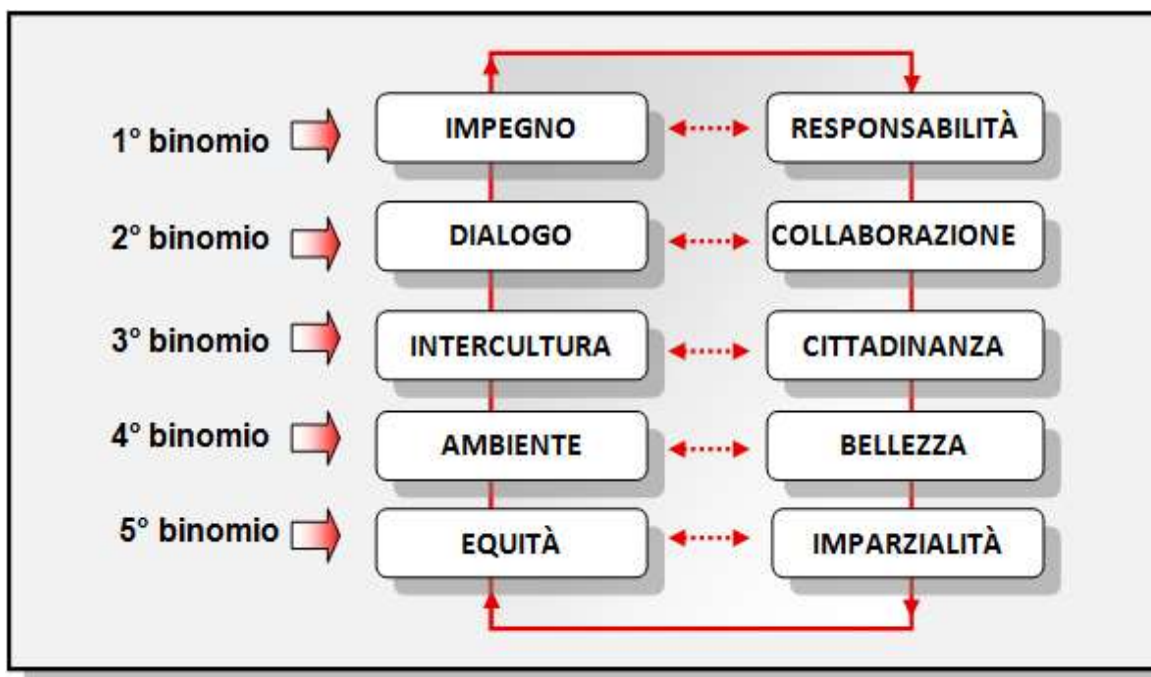 1° binomio IMPEGNO RESPONSABILITÀ
2° binomio DIALOGO COLLABORAZIONE
3° binomio INTERCULTURA CITTADINANZA
4° binomio AMBIENTE BELLEZZA
5° binomio EQUITÀ IMPARZIALITÀ